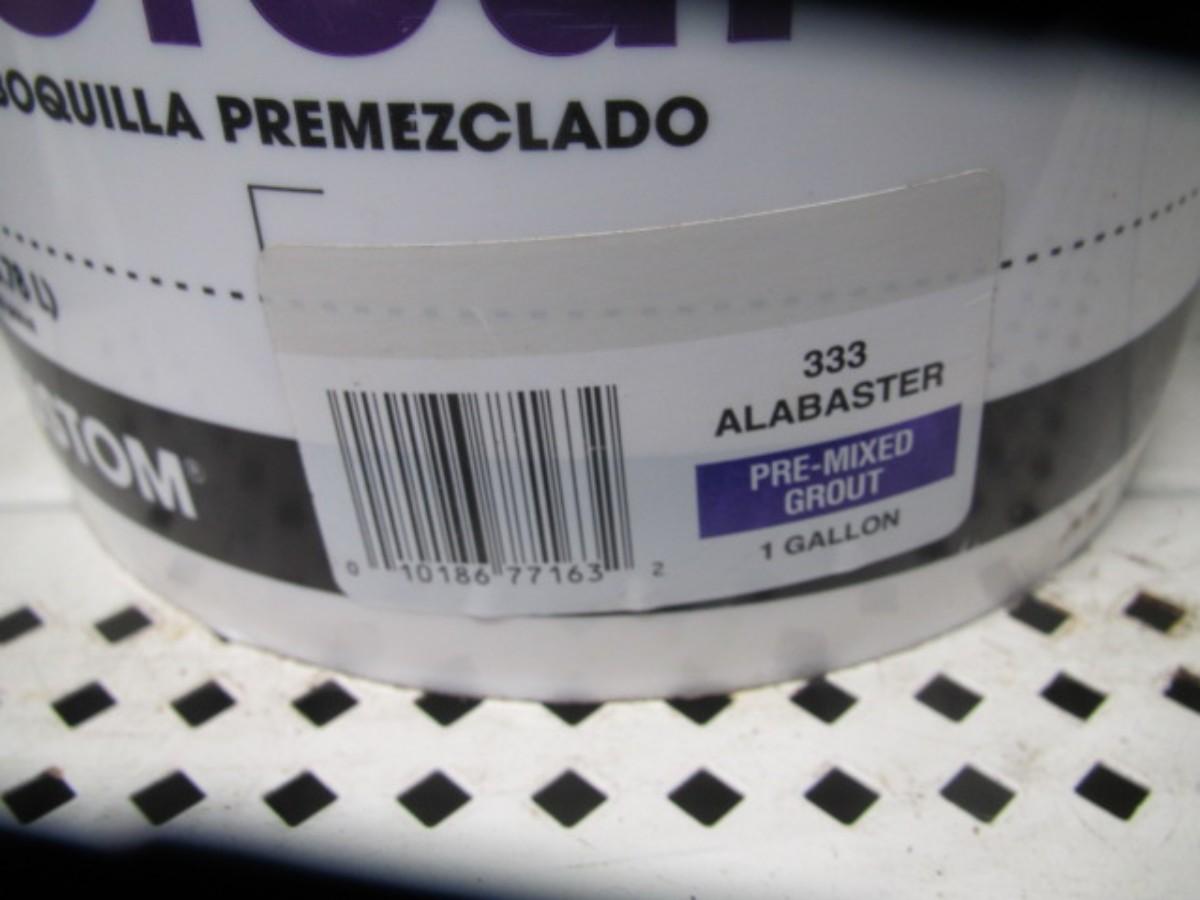 BOQUILLA PREMEZCLADO
333
ALABASTER
PRE-MIXED
GROUT
1 GALLON
0 10186 77163 2